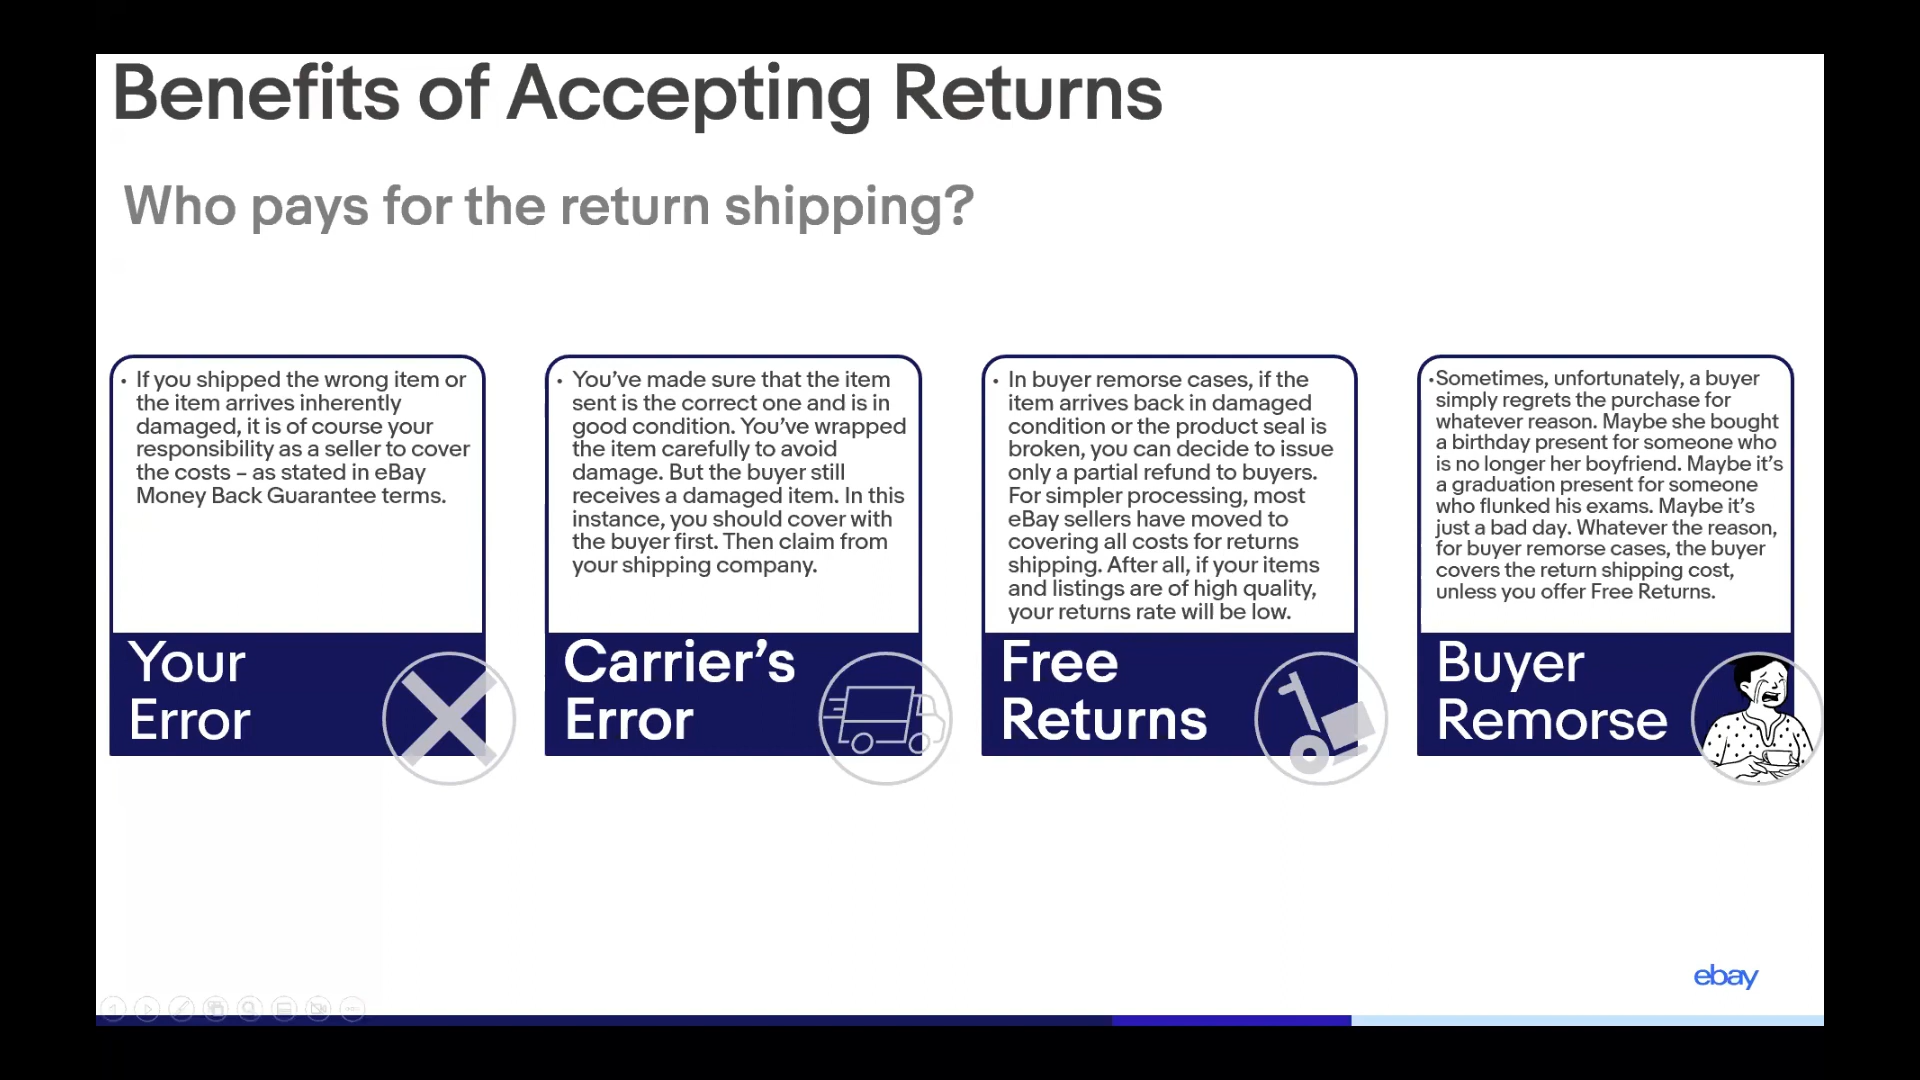 Benefits of Accepting Returns
Who pays for the return shipping?
• If you shipped the wrong item or
the item arrives inherently
damaged, it is of course your
responsibility as a seller to cover
the costs – as stated in eBay
Money Back Guarantee terms.
Your
Error
• You’ve made sure that the item
sent is the correct one and is in
good condition. You’ve wrapped
the item carefully to avoid
damage. But the buyer still
receives a damaged item. In this
instance, you should cover with
the buyer first. Then claim from
your shipping company.
Carrier’s
Error
• In buyer remorse cases, if the
item arrives back in damaged
condition or the product seal is
broken, you can decide to issue
only a partial refund to buyers.
For simpler processing, most
eBay sellers have moved to
covering all costs for returns
shipping. After all, if your items
and listings are of high quality,
your returns rate will be low.
Free
Returns
• Sometimes, unfortunately, a buyer
simply regrets the purchase for
whatever reason. Maybe she bought
a birthday present for someone who
is no longer her boyfriend. Maybe it’s
a graduation present for someone
who flunked his exams. Maybe it’s
just a bad day. Whatever the reason,
for buyer remorse cases, the buyer
covers the return shipping cost,
unless you offer Free Returns.
Buyer
Remorse
ebay